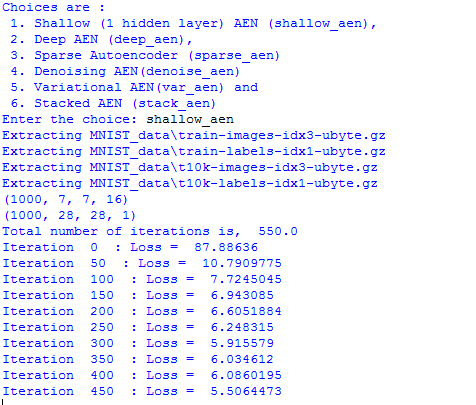 Choices are :
1. Shallow (1 hidden layer) AEN (shallow_aen),
2. Deep AEN (deep_aen),
3. Sparse Autoencoder (sparse_aen)
4. Denoising AEN(denoise_aen)
5. Variational AEN(var_aen) and
6. Stacked AEN (stack_aen)
Enter the choice: shallow_aen
Extracting MNIST_data\train-images-idx3-ubyte.gz
Extracting MNIST_data\train-labels-idx1-ubyte.gz
Extracting MNIST_data\t10k-images-idx3-ubyte.gz
Extracting MNIST_data\t10k-labels-idx1-ubyte.gz
(1000, 7, 7, 16)
(1000, 28, 28, 1)
Total number of iterations is,  550.0
Iteration  0  : Loss =  87.88636
Iteration  50  : Loss =  10.7909775
Iteration  100  : Loss =  7.7245045
Iteration  150  : Loss =  6.943085
Iteration  200  : Loss =  6.6051884
Iteration  250  : Loss =  6.248315
Iteration  300  : Loss =  5.915579
Iteration  350  : Loss =  6.034612
Iteration  400  : Loss =  6.0860195
Iteration  450  : Loss =  5.5064473